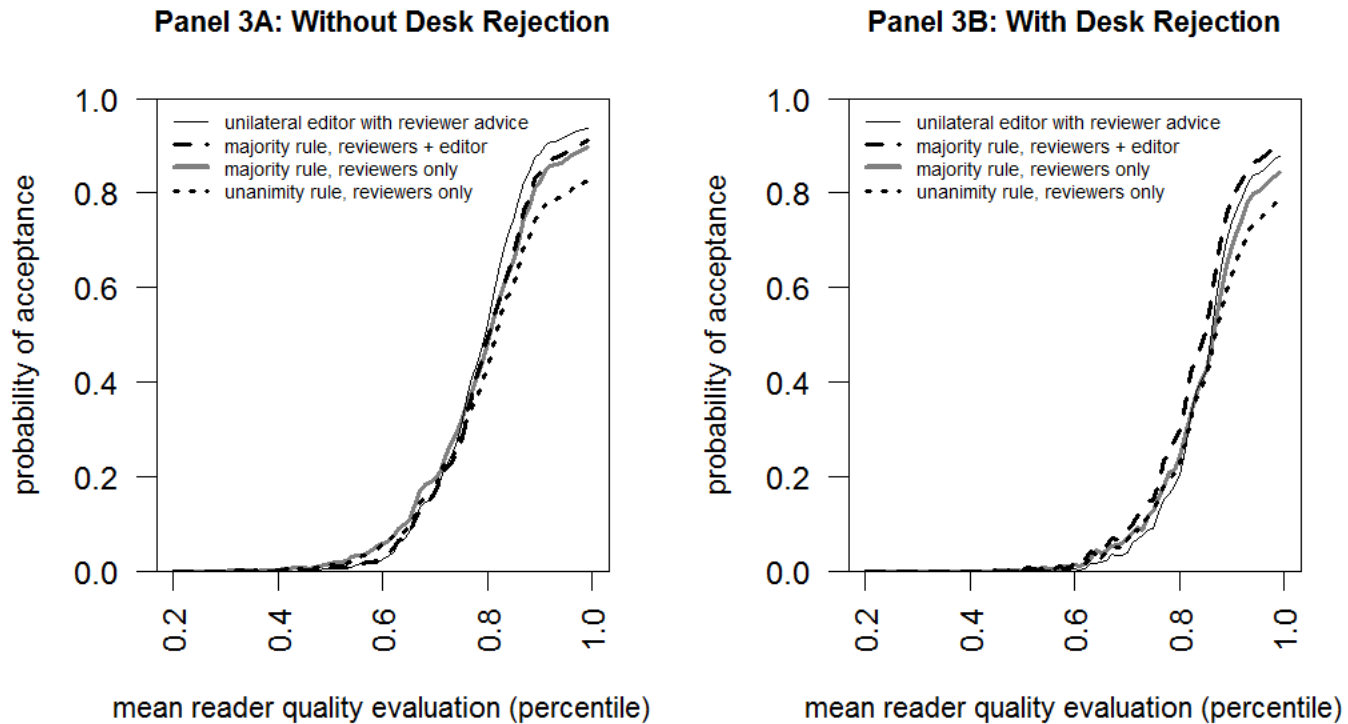 Panel 3A: Without Desk Rejection
1.0
0.8
0.6
0.4
0.2
0.0
probability of acceptance
unilateral editor with reviewer advice
majority rule, reviewers + editor
majority rule, reviewers only
unanimity rule, reviewers only
0.2
0.4
0.6
0.8
1.0
mean reader quality evaluation (percentile)
Panel 3B: With Desk Rejection
1.0
0.8
0.6
0.4
0.2
0.0
probability of acceptance
unilateral editor with reviewer advice
majority rule, reviewers + editor
majority rule, reviewers only
unanimity rule, reviewers only
0.2
0.4
0.6
0.8
1.0
mean reader quality evaluation (percentile)